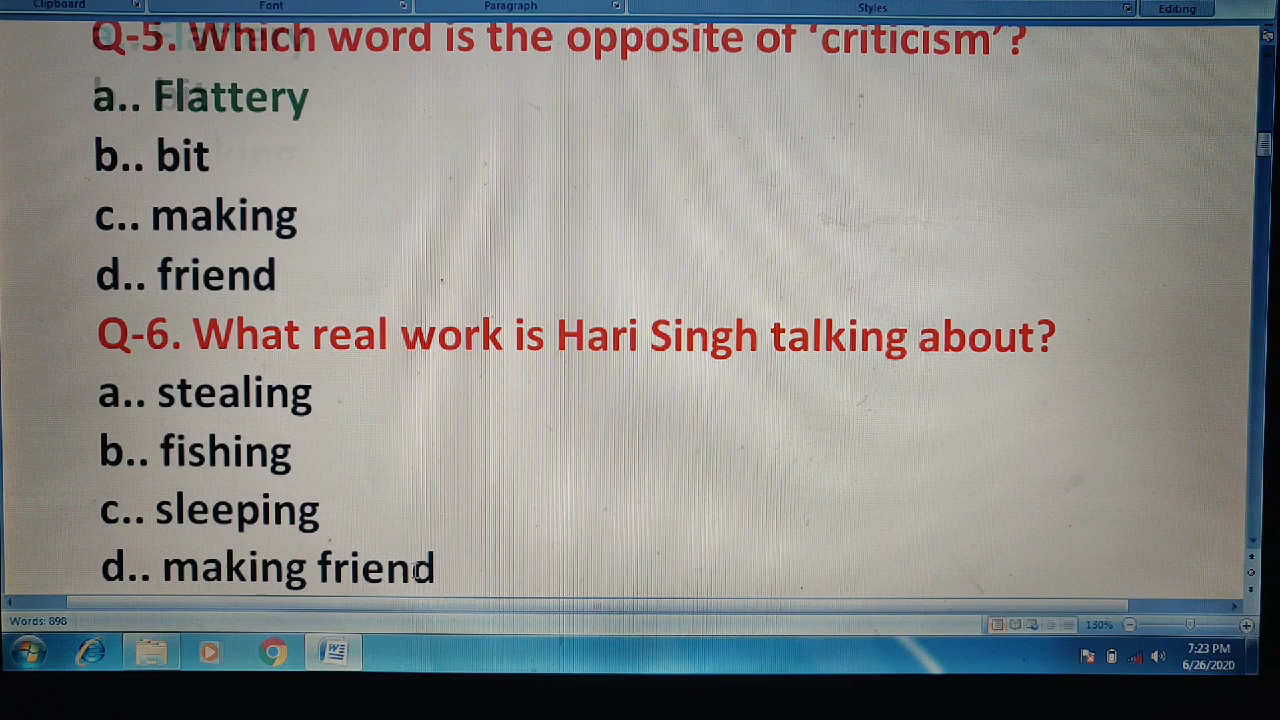 Clipboard
Font
Paragraph
Styles
Editing
Q-5. Which word is the opposite of ‘criticism’?
a.. Flattery
b.. bit
c.. making
d.. friend
Q-6. What real work is Hari Singh talking about?
a.. stealing
b.. fishing
c.. sleeping
d.. making friend
Words: 898
130%
7:23 PM
6/26/2020